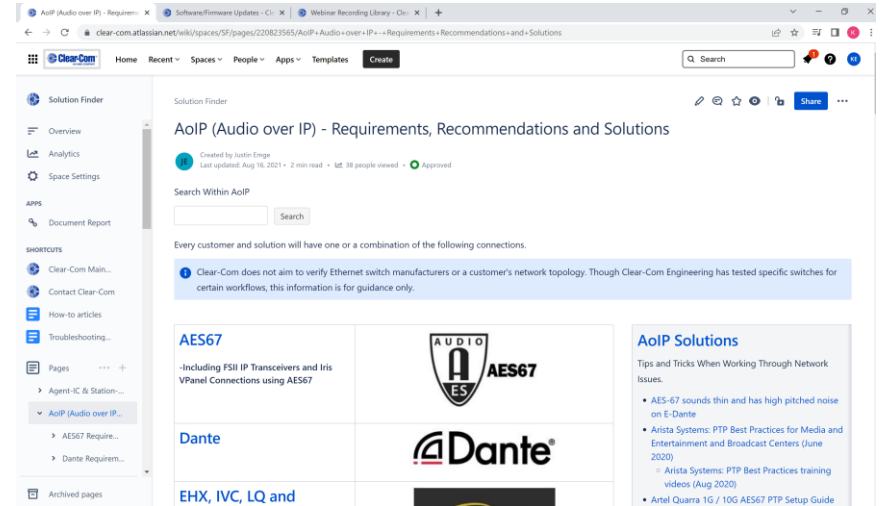 AoIP (Audio over IP) - Requireme
Software/Firmware Updates - Cle
Webinar Recording Library - Clea
clear-com.atlassian.net/wiki/spaces/SF/pages/220823565/AoIP+Audio+over+IP+-+Requirements+Recommendations+and+Solutions
K
Clear-Com
Home Recent Spaces People Apps Templates Create
Search
KE
Solution Finder
Overview
Analytics
Space Settings
APPS
Document Report
SHORTCUTS
Clear-Com Main...
Contact Clear-Com
How-to articles
Troubleshooting...
Pages
Agent-IC & Station-...
AoIP (Audio over IP...
AES67 Require...
Dante Requirem...
Archived pages
Solution Finder
Share
AoIP (Audio over IP) - Requirements, Recommendations and Solutions
JE
Created by Justin Emge
Last updated: Aug 16, 2021 • 2 min read • 38 people viewed • Approved
Search Within AoIP
Search
Every customer and solution will have one or a combination of the following connections.
Clear-Com does not aim to verify Ethernet switch manufacturers or a customer's network topology. Though Clear-Com Engineering has tested specific switches for
certain workflows, this information is for guidance only.
AES67
-Including FSII IP Transceivers and Iris
VPanel Connections using AES67
AUDIO
AES
AES67
Dante
Dante®
EHX, IVC, LQ and
AoIP Solutions
Tips and Tricks When Working Through Network
Issues.
• AES-67 sounds thin and has high pitched noise
on E-Dante
• Arista Systems: PTP Best Practices for Media and
Entertainment and Broadcast Centers (June
2020)
Arista Systems: PTP Best Practices training
videos (Aug 2020)
• Artel Quarra 1G / 10G AES67 PTP Setup Guide